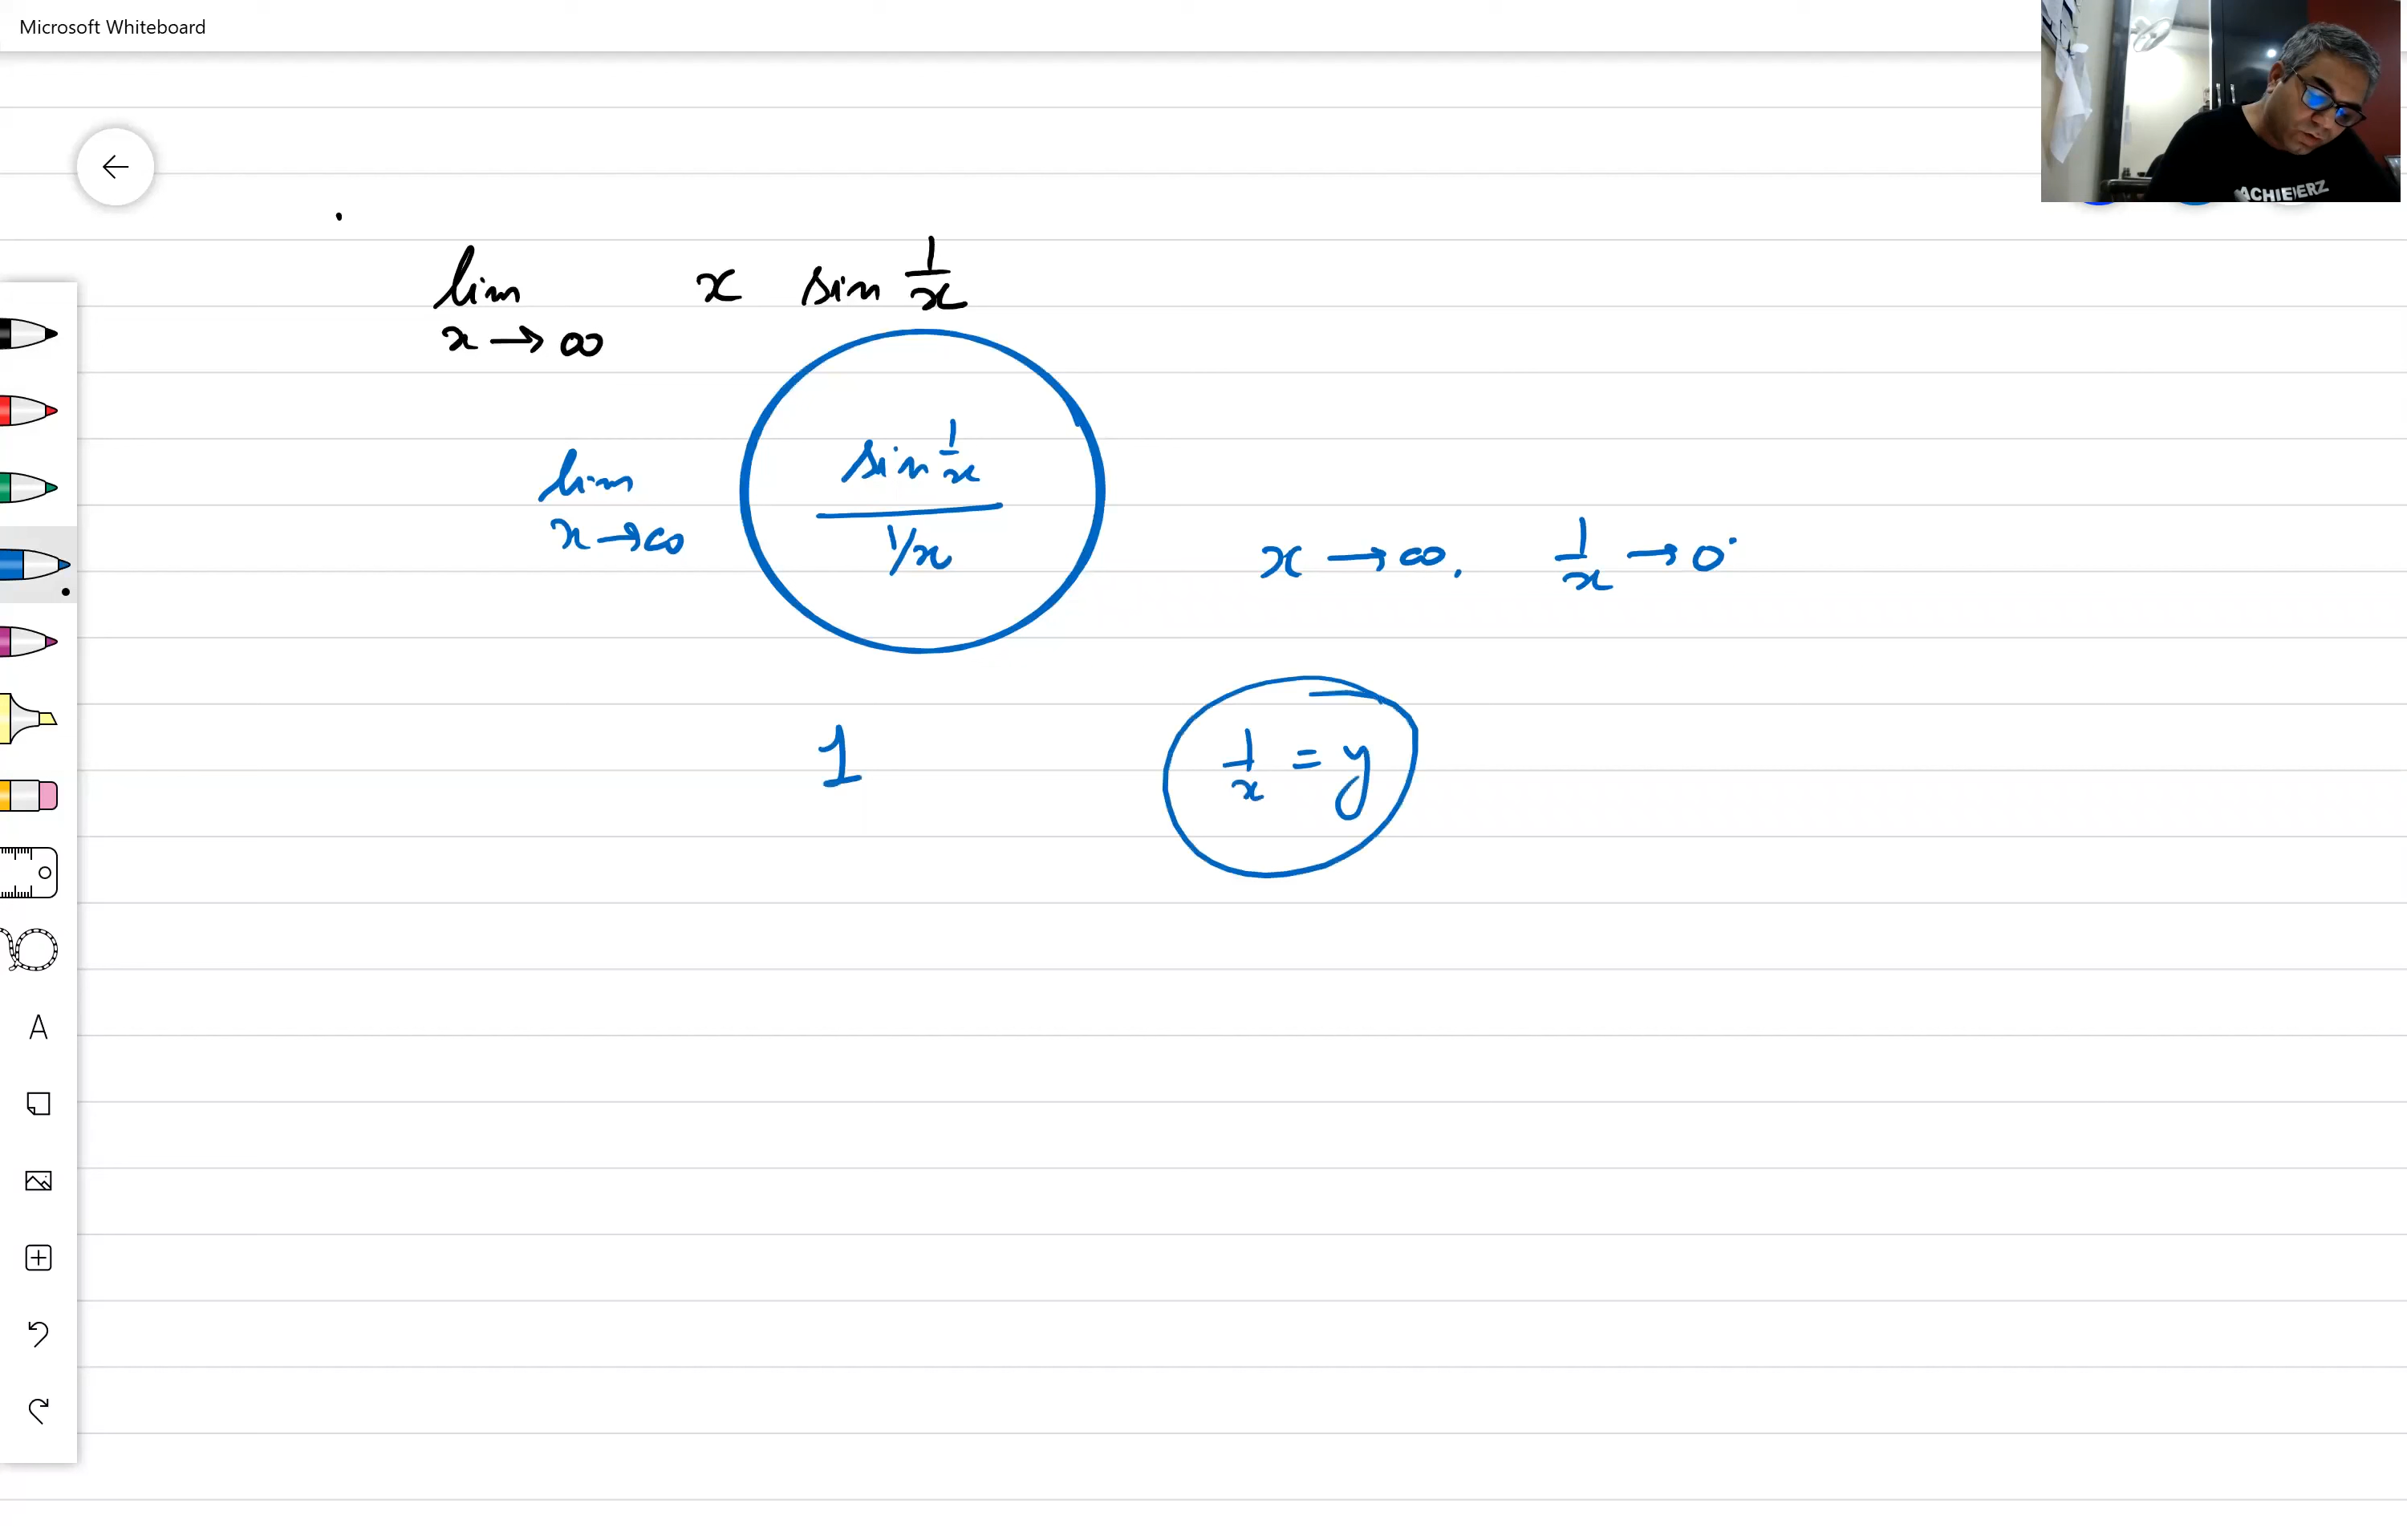 Microsoft Whiteboard
ACHIEVERZ
lim x sin 1/x
x → ∞
lim sin 1/x
x → ∞ 1/x
x → ∞. 1/x → 0
1
1/x = y
A